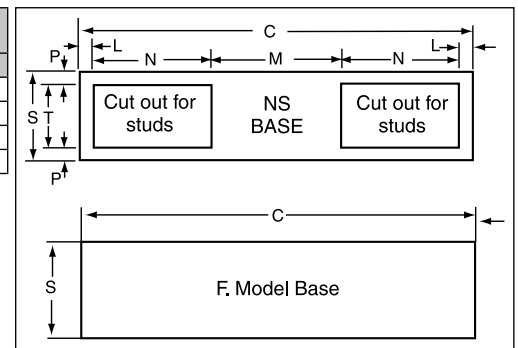 C
L L
P N M N
Cut out for NS Cut out for
studs BASE studs
S T
P
C
S F. Model Base